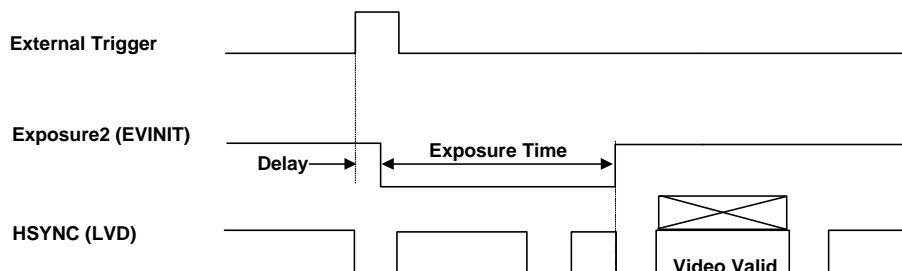 External Trigger
Exposure2 (EVINIT)
Delay
Exposure Time
HSYNC (LVD)
Video Valid